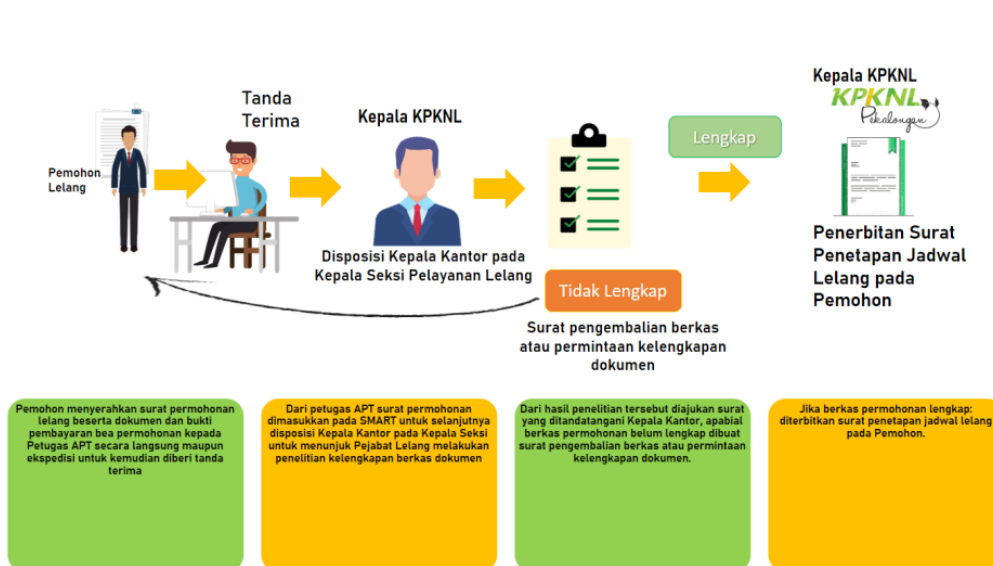 Pemohon
Lelang
Tanda
Terima
Kepala KPKNL
Disposisi Kepala Kantor pada
Kepala Seksi Pelayanan Lelang
Lengkap
Tidak Lengkap
Surat pengembalian berkas
atau permintaan kelengkapan
dokumen
Kepala KPKNL
KPKNL
Pekalongan
Penerbitan Surat
Penetapan Jadwal
Lelang pada
Pemohon
Pemohon menyerahkan surat permohonan
lelang beserta dokumen dan bukti
pembayaran bea permohonan kepada
Petugas APT secara langsung maupun
ekspedisi untuk kemudian diberi tanda
terima
Dari petugas APT surat permohonan
dimasukkan pada SMART untuk selanjutnya
disposisi Kepala Kantor pada Kepala Seksi
untuk menunjuk Pejabat Lelang melakukan
penelitian kelengkapan berkas dokumen
Dari hasil penelitian tersebut diajukan surat
yang ditandatangani Kepala Kantor, apabial
berkas permohonan belum lengkap dibuat
surat pengembalian berkas atau permintaan
kelengkapan dokumen.
Jika berkas permohonan lengkap:
diterbitkan surat penetapan jadwal lelang
pada Pemohon.